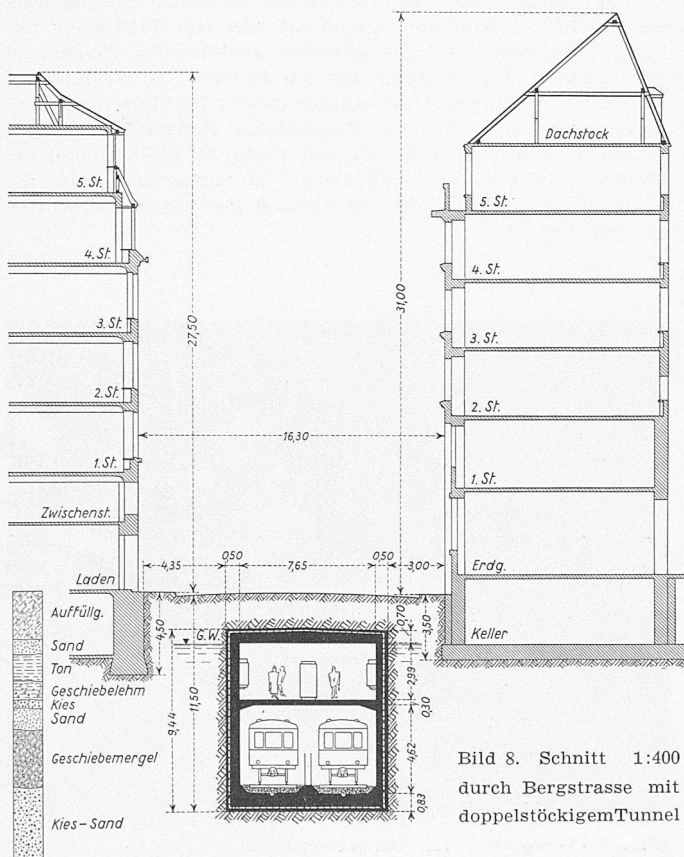 31,00
27,50
Dachstock
5. St.
5. St.
4. St.
4. St.
3. St.
3. St.
2. St.
2. St.
16,30
1. St.
1. St.
Zwischenst.
0,50
0,50
4,35
7,65
3,00
Laden
Erdg.
4,50
0,70
3,50
G.W.
Keller
Auffüllg.
Sand
Ton
Geschiebelehm
Kies
Sand
Geschiebemergel
Kies-Sand
9,44
11,50
2,99
0,30
4,62
0,83
Bild 8. Schnitt 1:400
durch Bergstrasse mit
doppelstöckigem Tunnel